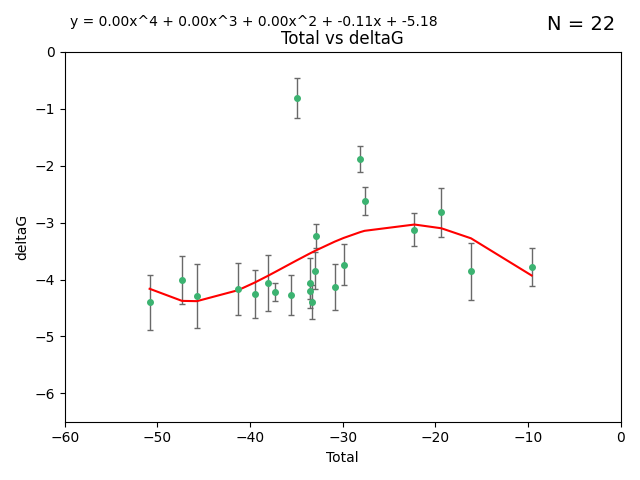 y = 0.00x^4 + 0.00x^3 + 0.00x^2 + -0.11x + -5.18
N = 22
Total vs deltaG
0
−1
−2
−3
−4
−5
−6
deltaG
−60
−50
−40
−30
−20
−10
0
Total